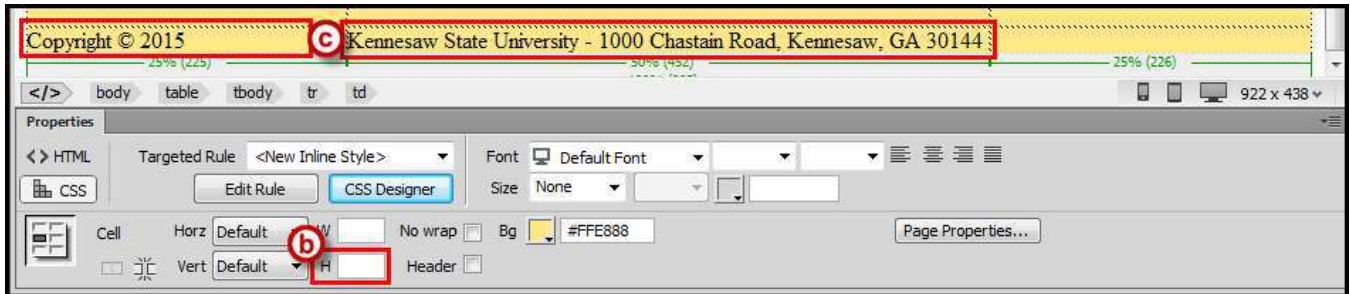 Copyright © 2015 c Kennesaw State University - 1000 Chastain Road, Kennesaw, GA 30144
25% (225) 50% (452) 25% (226)
</> body table tbody tr td 922 x 438
Properties
<> HTML Targeted Rule <New Inline Style> Font Default Font
CSS Edit Rule CSS Designer Size None
Cell Horz Default W No wrap Bg #FFE888 Page Properties...
b
Vert Default H Header